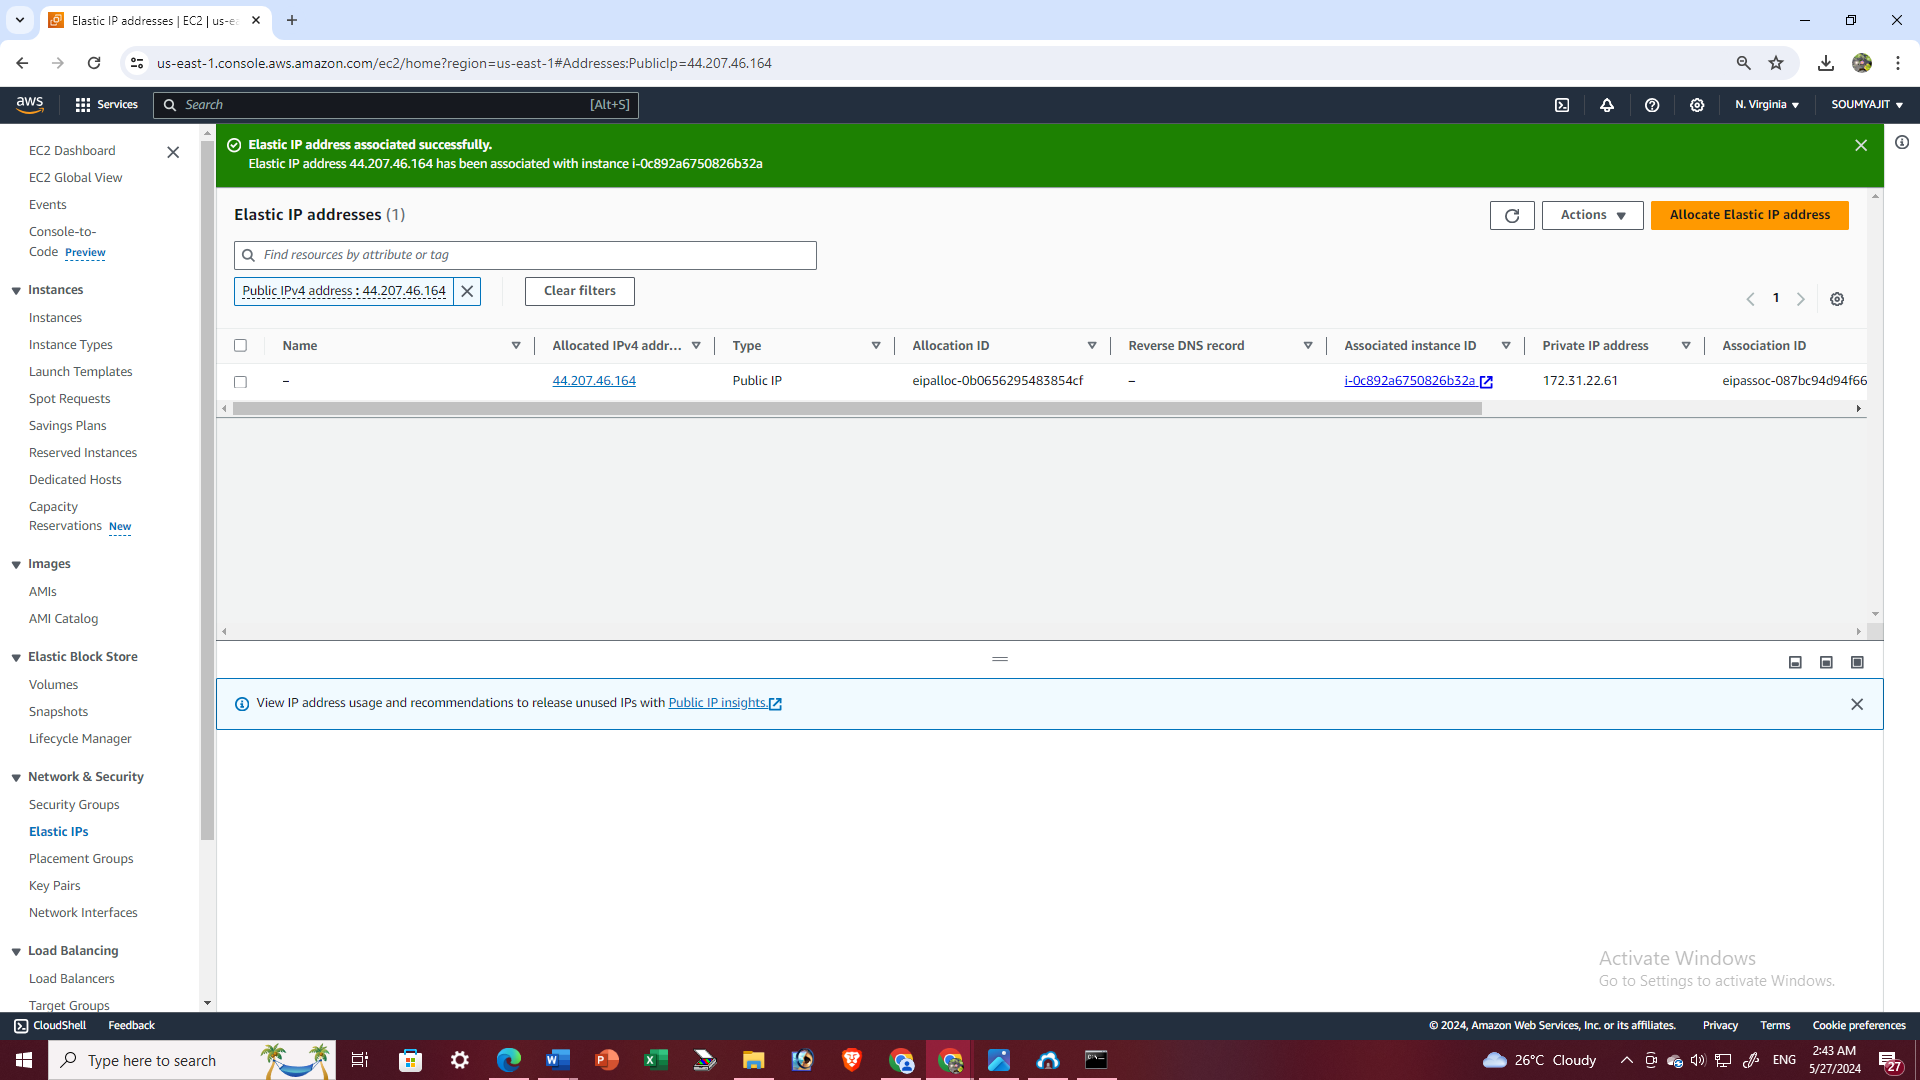 Elastic IP addresses | EC2 | us-ea
us-east-1.console.aws.amazon.com/ec2/home?region=us-east-1#Addresses:PublicIp=44.207.46.164
aws
Services
Search
[Alt+S]
N. Virginia
SOUMYAJIT
EC2 Dashboard
EC2 Global View
Events
Console-to-
Code Preview
Instances
Instances
Instance Types
Launch Templates
Spot Requests
Savings Plans
Reserved Instances
Dedicated Hosts
Capacity
Reservations New
Images
AMIs
AMI Catalog
Elastic Block Store
Volumes
Snapshots
Lifecycle Manager
Network & Security
Security Groups
Elastic IPs
Placement Groups
Key Pairs
Network Interfaces
Load Balancing
Load Balancers
Target Groups
Elastic IP address associated successfully.
Elastic IP address 44.207.46.164 has been associated with instance i-0c892a6750826b32a
Elastic IP addresses (1)
Actions
Allocate Elastic IP address
Find resources by attribute or tag
Public IPv4 address : 44.207.46.164
Clear filters
1
Name Allocated IPv4 addr... Type Allocation ID Reverse DNS record Associated instance ID Private IP address Association ID
– 44.207.46.164 Public IP eipalloc-0b0656295483854cf – i-0c892a6750826b32a 172.31.22.61 eipassoc-087bc94d94f66
View IP address usage and recommendations to release unused IPs with Public IP insights.
Activate Windows
Go to Settings to activate Windows.
CloudShell
Feedback
© 2024, Amazon Web Services, Inc. or its affiliates.
Privacy
Terms
Cookie preferences
Type here to search
26°C Cloudy
ENG
2:43 AM
5/27/2024
27